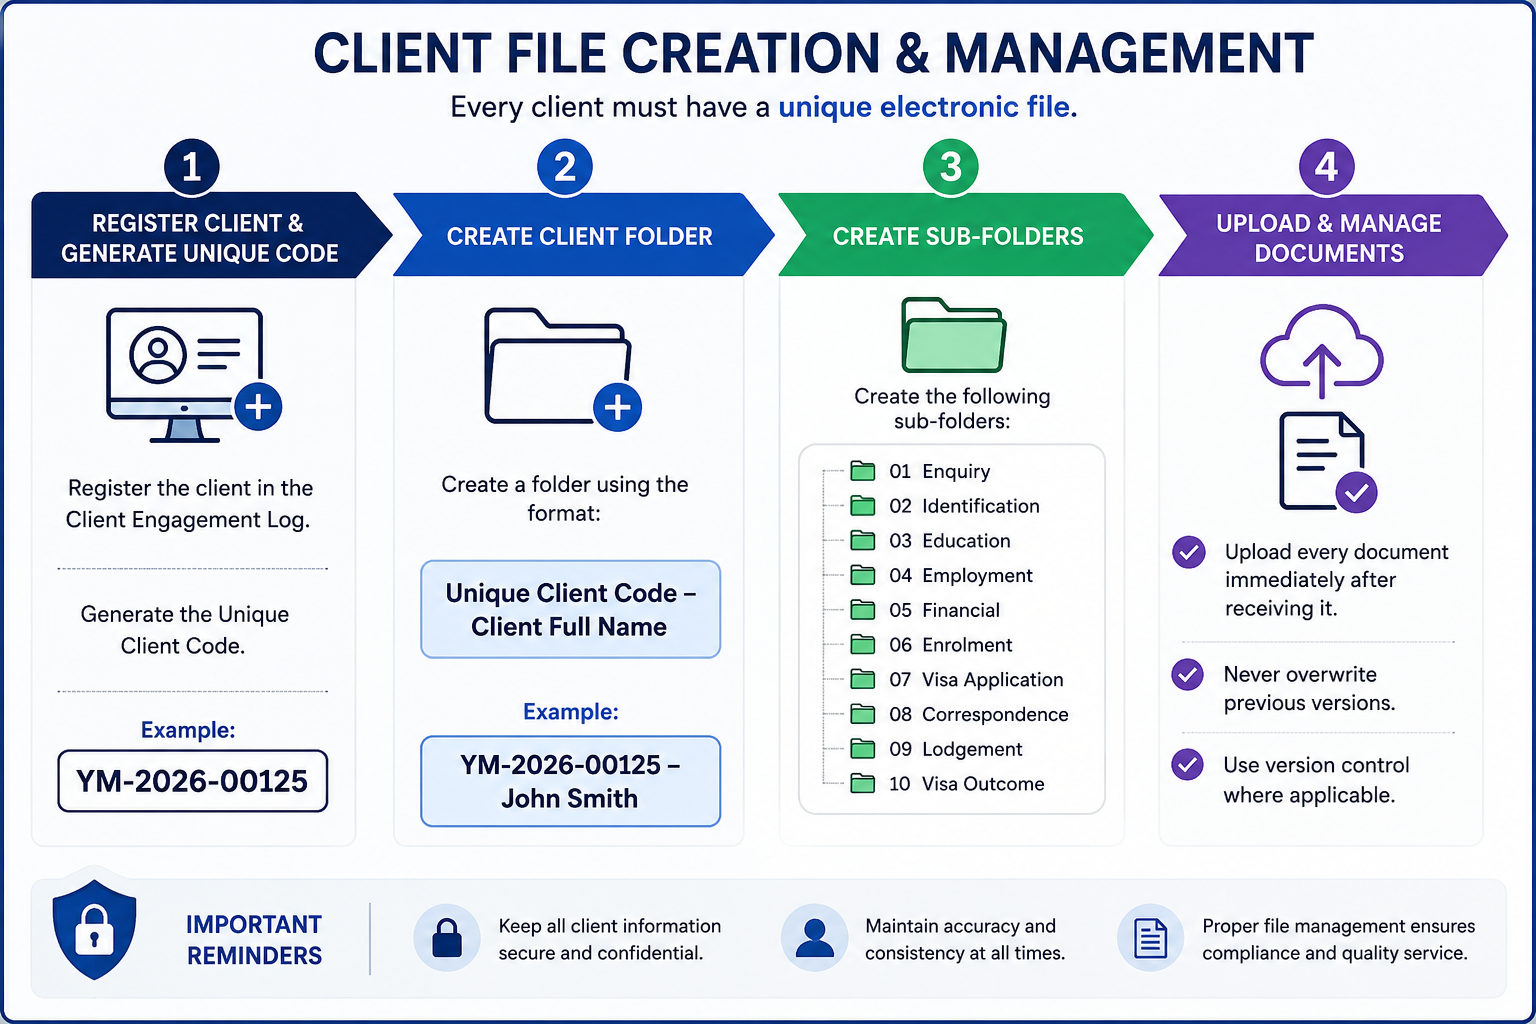 CLIENT FILE CREATION & MANAGEMENT
Every client must have a unique electronic file.
1
REGISTER CLIENT &
GENERATE UNIQUE CODE
Register the client in the
Client Engagement Log.
Generate the Unique
Client Code.
Example:
YM-2026-00125
2
CREATE CLIENT FOLDER
Create a folder using the
format:
Unique Client Code –
Client Full Name
Example:
YM-2026-00125 –
John Smith
3
CREATE SUB-FOLDERS
Create the following
sub-folders:
01 Enquiry
02 Identification
03 Education
04 Employment
05 Financial
06 Enrolment
07 Visa Application
08 Correspondence
09 Lodgement
10 Visa Outcome
4
UPLOAD & MANAGE
DOCUMENTS
Upload every document
immediately after
receiving it.
Never overwrite
previous versions.
Use version control
where applicable.
IMPORTANT
REMINDERS
Keep all client information
secure and confidential.
Maintain accuracy and
consistency at all times.
Proper file management ensures
compliance and quality service.